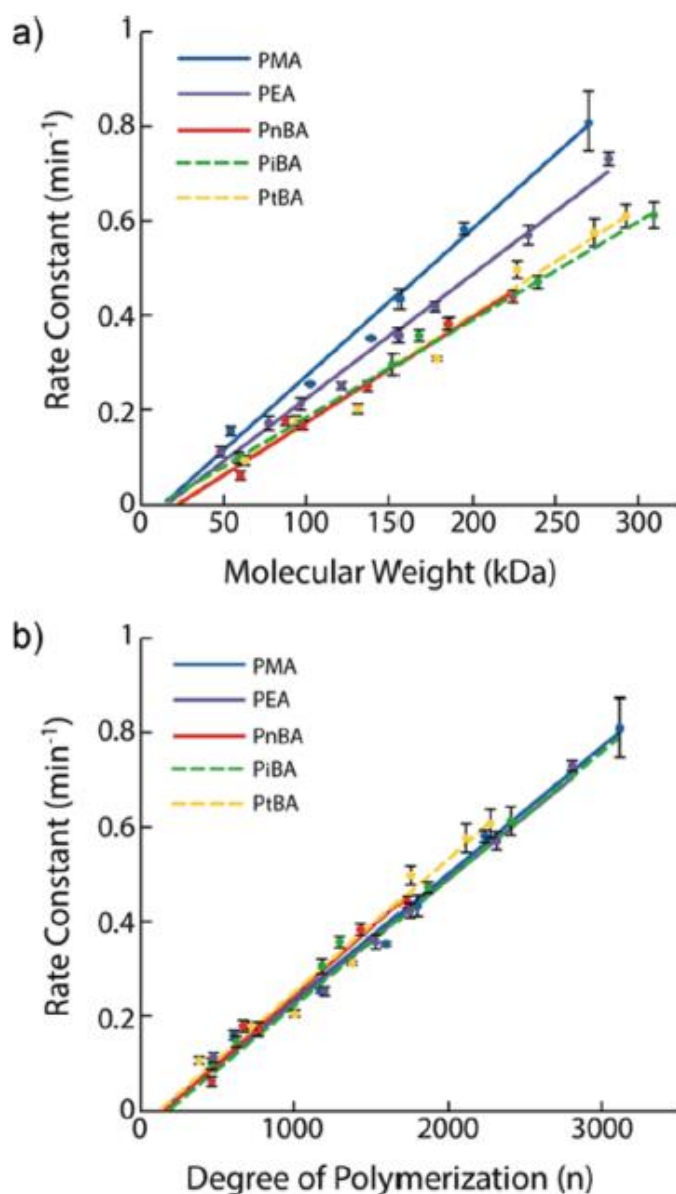 a)
1
0.8
0.6
0.4
0.2
0
Rate Constant (min⁻¹)
PMA
PEA
PnBA
PiBA
PtBA
50 100 150 200 250 300
Molecular Weight (kDa)
b)
1
0.8
0.6
0.4
0.2
0
Rate Constant (min⁻¹)
PMA
PEA
PnBA
PiBA
PtBA
1000 2000 3000
Degree of Polymerization (n)